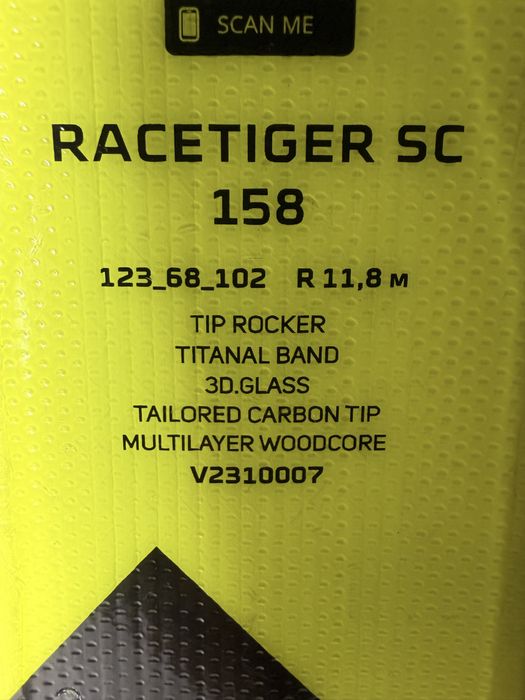 SCAN ME
RACETIGER SC
158
123_68_102 R 11,8 M
TIP ROCKER
TITANAL BAND
3D.GLASS
TAILORED CARBON TIP
MULTILAYER WOODCORE
V2310007